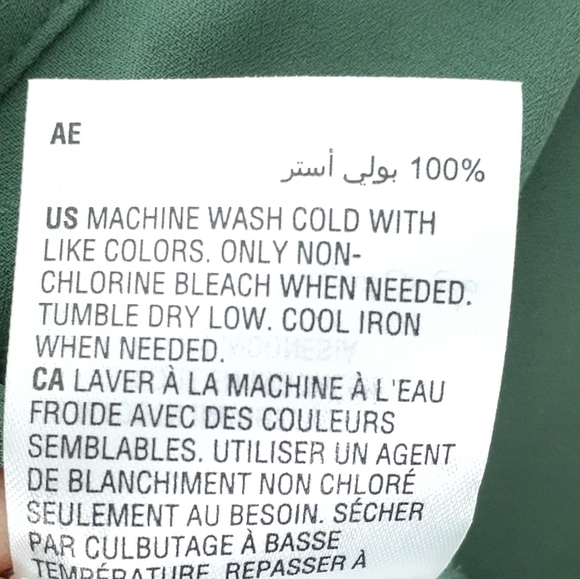 AE
100% بولي أستر
US MACHINE WASH COLD WITH
LIKE COLORS. ONLY NON-
CHLORINE BLEACH WHEN NEEDED.
TUMBLE DRY LOW. COOL IRON
WHEN NEEDED.
CA LAVER À LA MACHINE À L'EAU
FROIDE AVEC DES COULEURS
SEMBLABLES. UTILISER UN AGENT
DE BLANCHIMENT NON CHLORÉ
SEULEMENT AU BESOIN. SÉCHER
PAR CULBUTAGE À BASSE
TEMPÉRATURE. REPASSER À